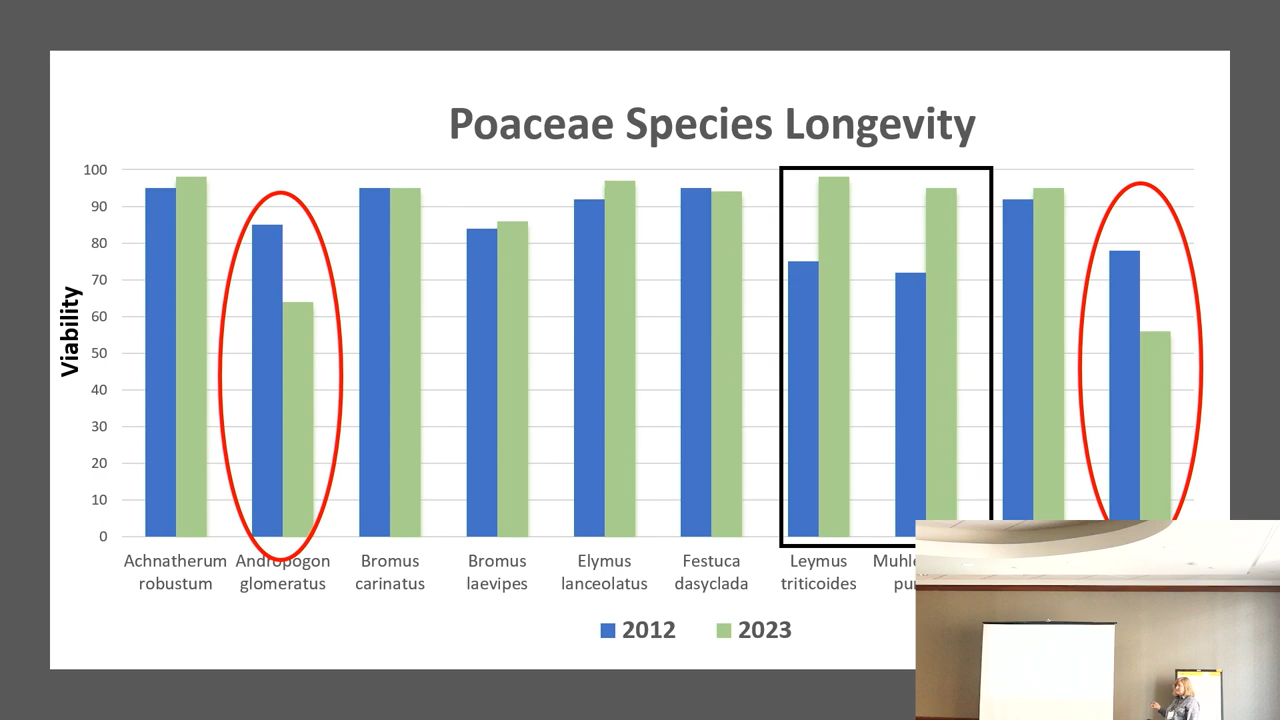 Poaceae Species Longevity
100
90
80
70
60
50
40
30
20
10
0
Viability
Achnatherum robustum
Andropogon glomeratus
Bromus carinatus
Bromus laevipes
Elymus lanceolatus
Festuca dasyclada
Leymus triticoides
2012
2023